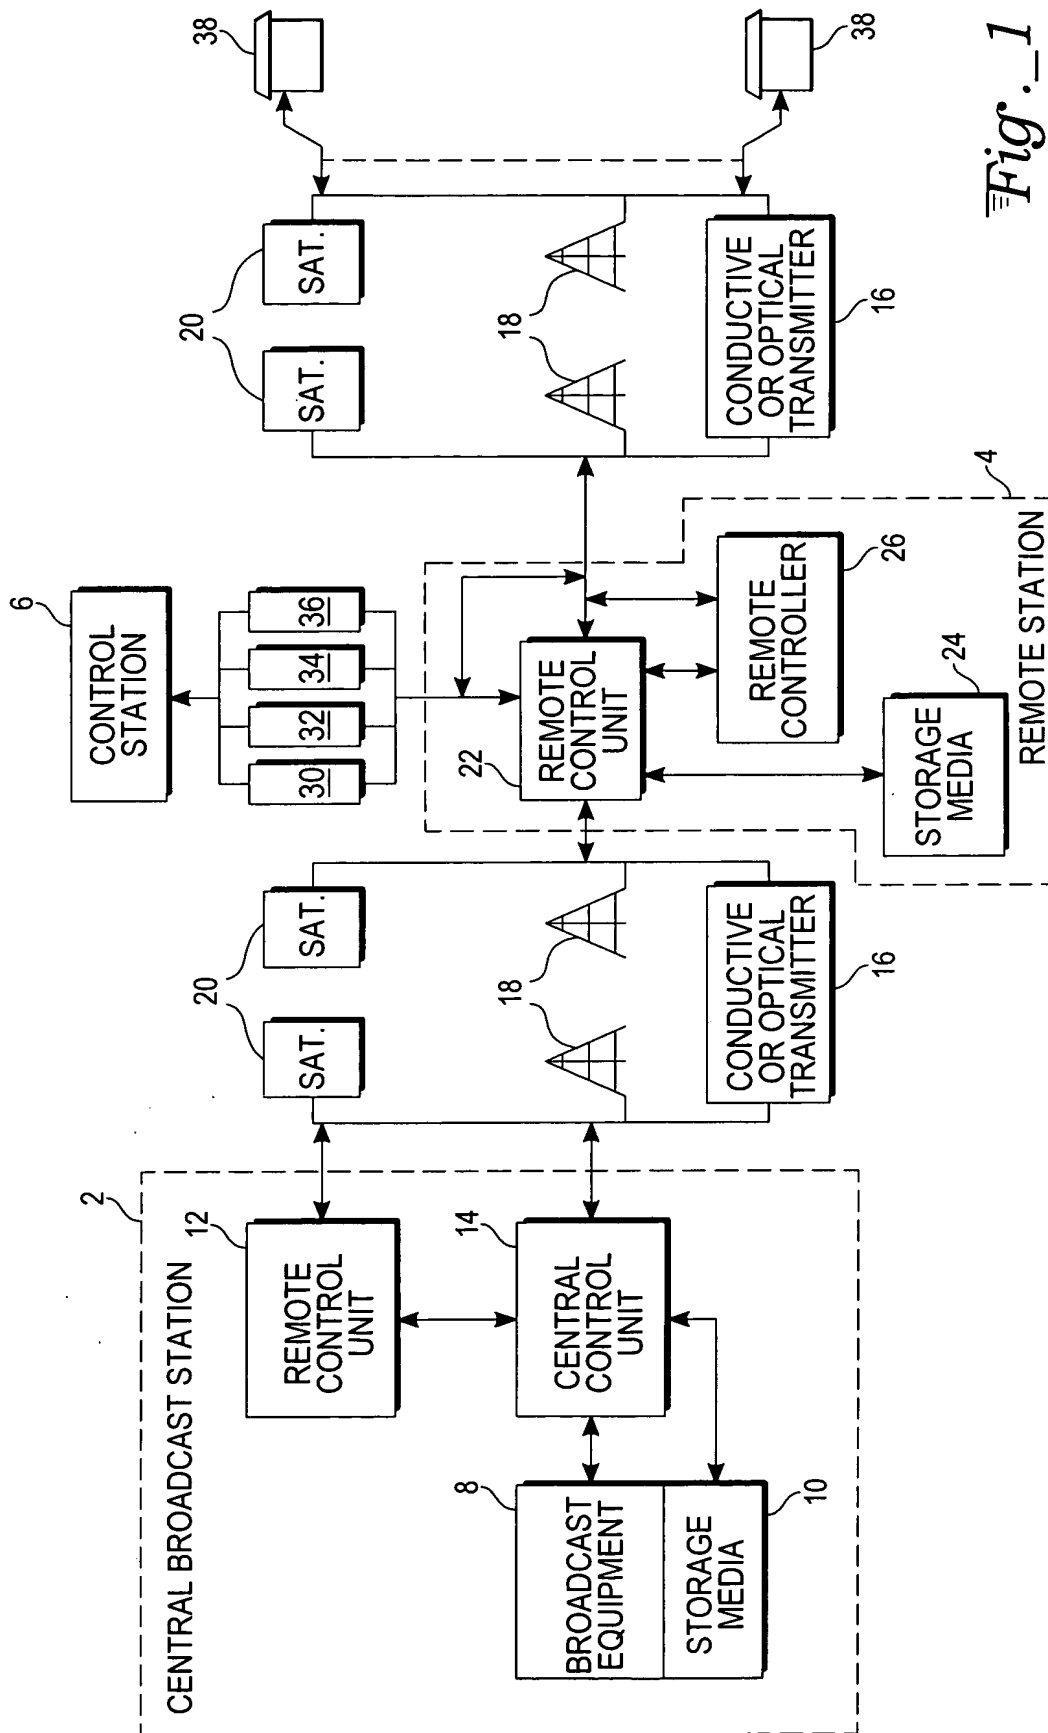 2
CENTRAL BROADCAST STATION
12
REMOTE
CONTROL
UNIT
14
CENTRAL
CONTROL
UNIT
8
BROADCAST
EQUIPMENT
STORAGE
MEDIA
10
20
SAT.
SAT.
18
CONDUCTIVE
OR OPTICAL
TRANSMITTER
16
6
CONTROL
STATION
30
32
34
36
22
REMOTE
CONTROL
UNIT
REMOTE
CONTROLLER
26
STORAGE
MEDIA
24
REMOTE STATION
4
20
SAT.
SAT.
18
CONDUCTIVE
OR OPTICAL
TRANSMITTER
16
38
38
Fig._1